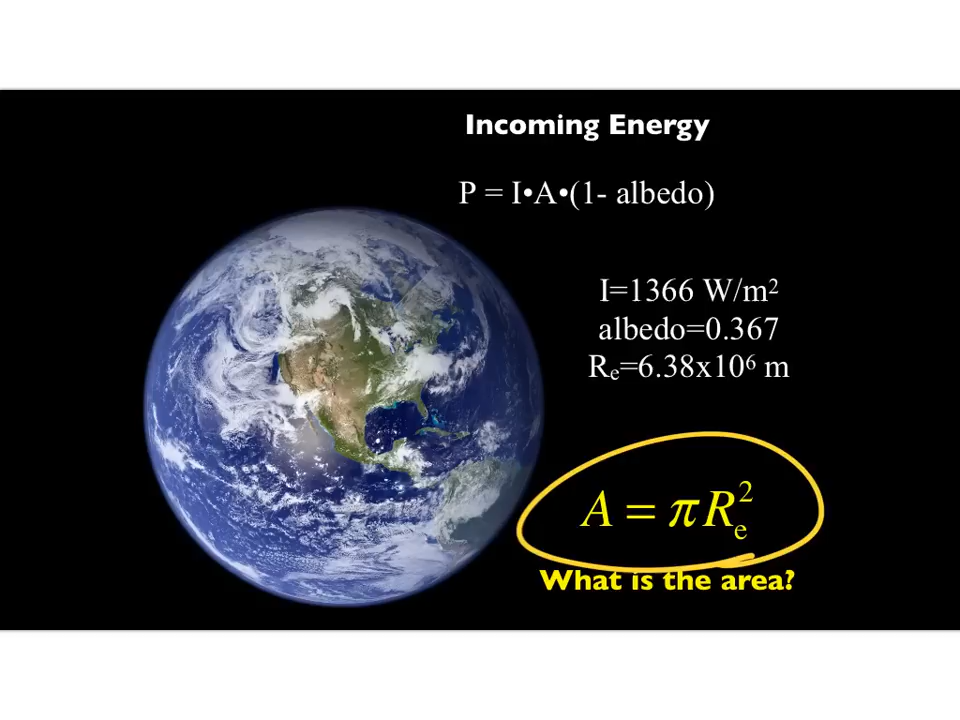 Incoming Energy
P = I•A•(1- albedo)
I=1366 W/m²
albedo=0.367
Rₑ=6.38x10⁶ m
A = πRₑ²
What is the area?